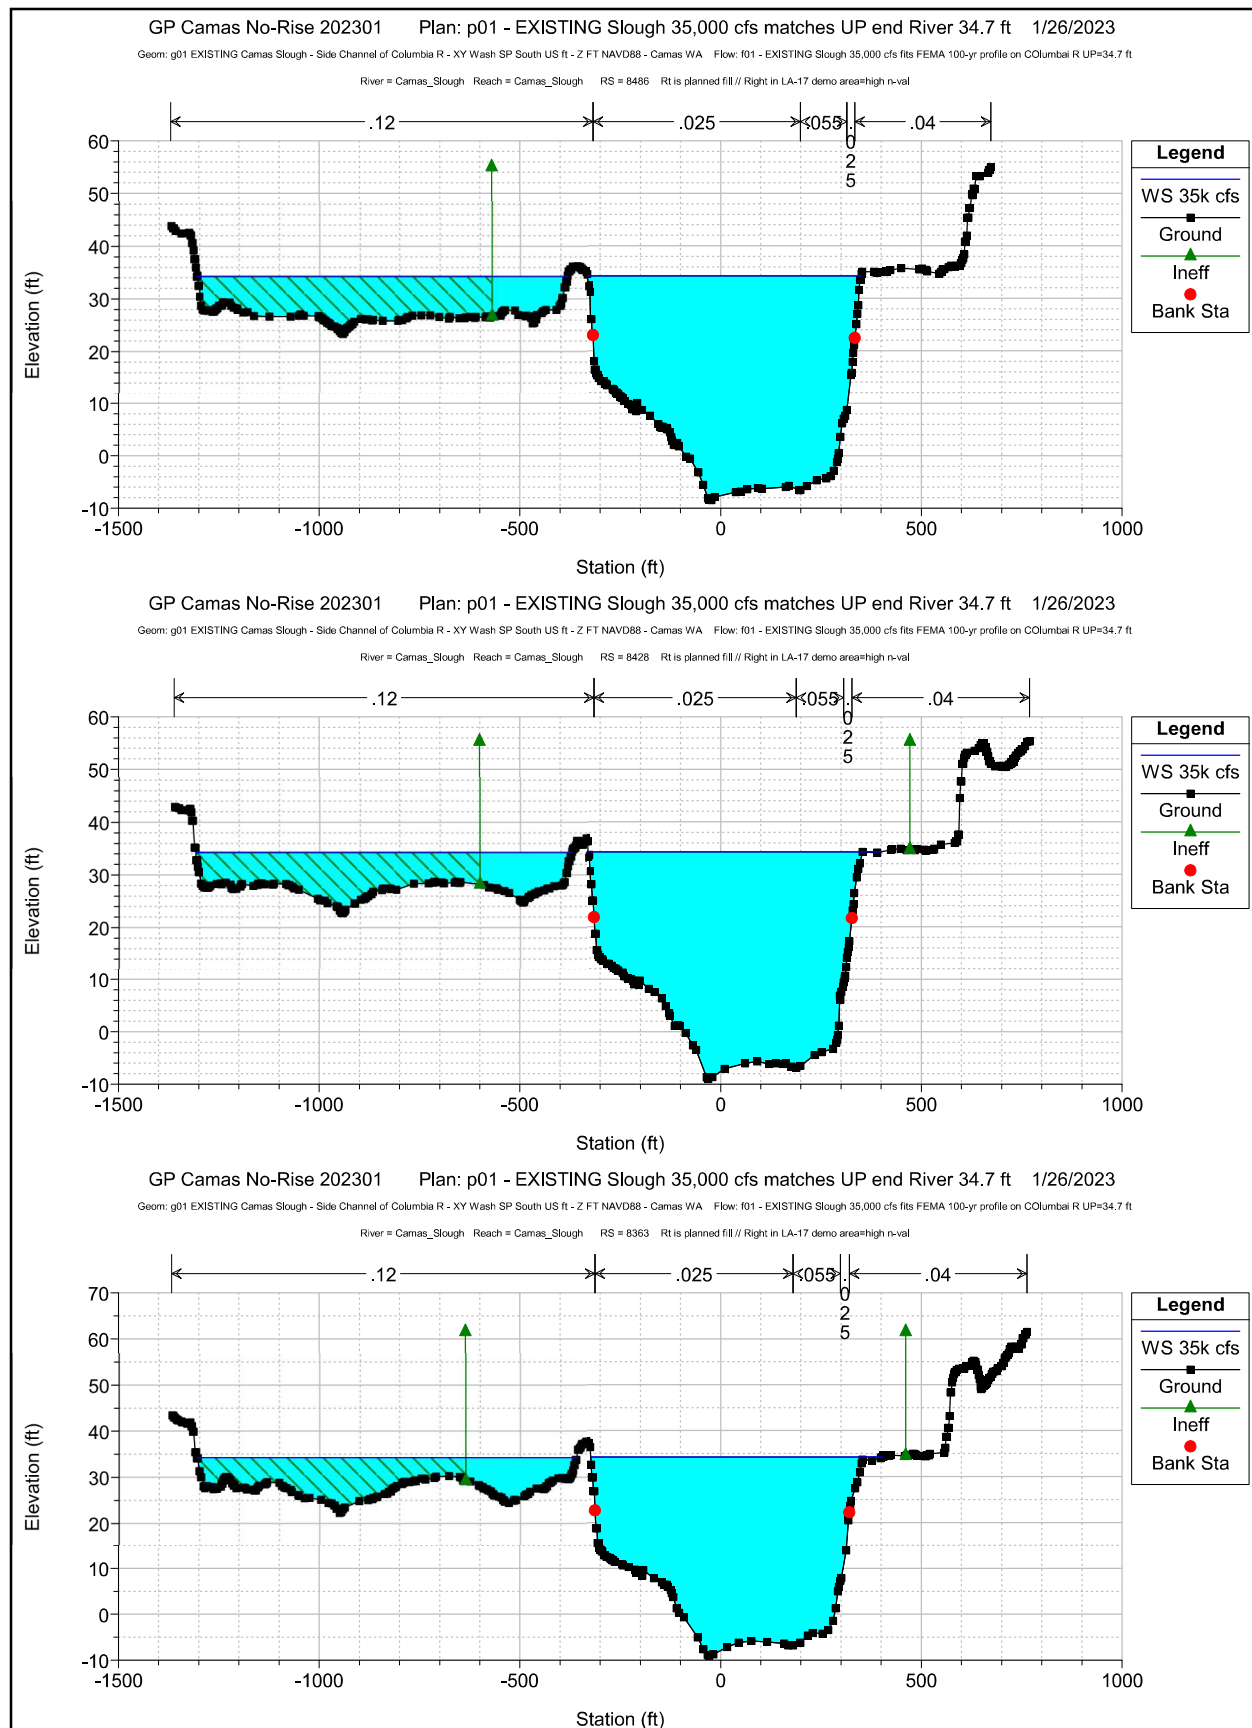 GP Camas No-Rise 202301 Plan: p01 - EXISTING Slough 35,000 cfs matches UP end River 34.7 ft 1/26/2023
Geom: g01 EXISTING Camas Slough - Side Channel of Columbia R - XY Wash SP South US ft - Z FT NAVD88 - Camas WA Flow: f01 - EXISTING Slough 35,000 cfs fits FEMA 100-yr profile on COlumbai R UP=34.7 ft
River = Camas_Slough Reach = Camas_Slough RS = 8486 Rt is planned fill // Right in LA-17 demo area=high n-val
.12 .025 .055 .025 .04
60
50
40
30
20
10
0
-10
Elevation (ft)
-1500 -1000 -500 0 500 1000
Station (ft)
Legend
WS 35k cfs
Ground
Ineff
Bank Sta
GP Camas No-Rise 202301 Plan: p01 - EXISTING Slough 35,000 cfs matches UP end River 34.7 ft 1/26/2023
Geom: g01 EXISTING Camas Slough - Side Channel of Columbia R - XY Wash SP South US ft - Z FT NAVD88 - Camas WA Flow: f01 - EXISTING Slough 35,000 cfs fits FEMA 100-yr profile on COlumbai R UP=34.7 ft
River = Camas_Slough Reach = Camas_Slough RS = 8428 Rt is planned fill // Right in LA-17 demo area=high n-val
.12 .025 .055 .025 .04
60
50
40
30
20
10
0
-10
Elevation (ft)
-1500 -1000 -500 0 500 1000
Station (ft)
Legend
WS 35k cfs
Ground
Ineff
Bank Sta
GP Camas No-Rise 202301 Plan: p01 - EXISTING Slough 35,000 cfs matches UP end River 34.7 ft 1/26/2023
Geom: g01 EXISTING Camas Slough - Side Channel of Columbia R - XY Wash SP South US ft - Z FT NAVD88 - Camas WA Flow: f01 - EXISTING Slough 35,000 cfs fits FEMA 100-yr profile on COlumbai R UP=34.7 ft
River = Camas_Slough Reach = Camas_Slough RS = 8363 Rt is planned fill // Right in LA-17 demo area=high n-val
.12 .025 .055 .025 .04
70
60
50
40
30
20
10
0
-10
Elevation (ft)
-1500 -1000 -500 0 500 1000
Station (ft)
Legend
WS 35k cfs
Ground
Ineff
Bank Sta